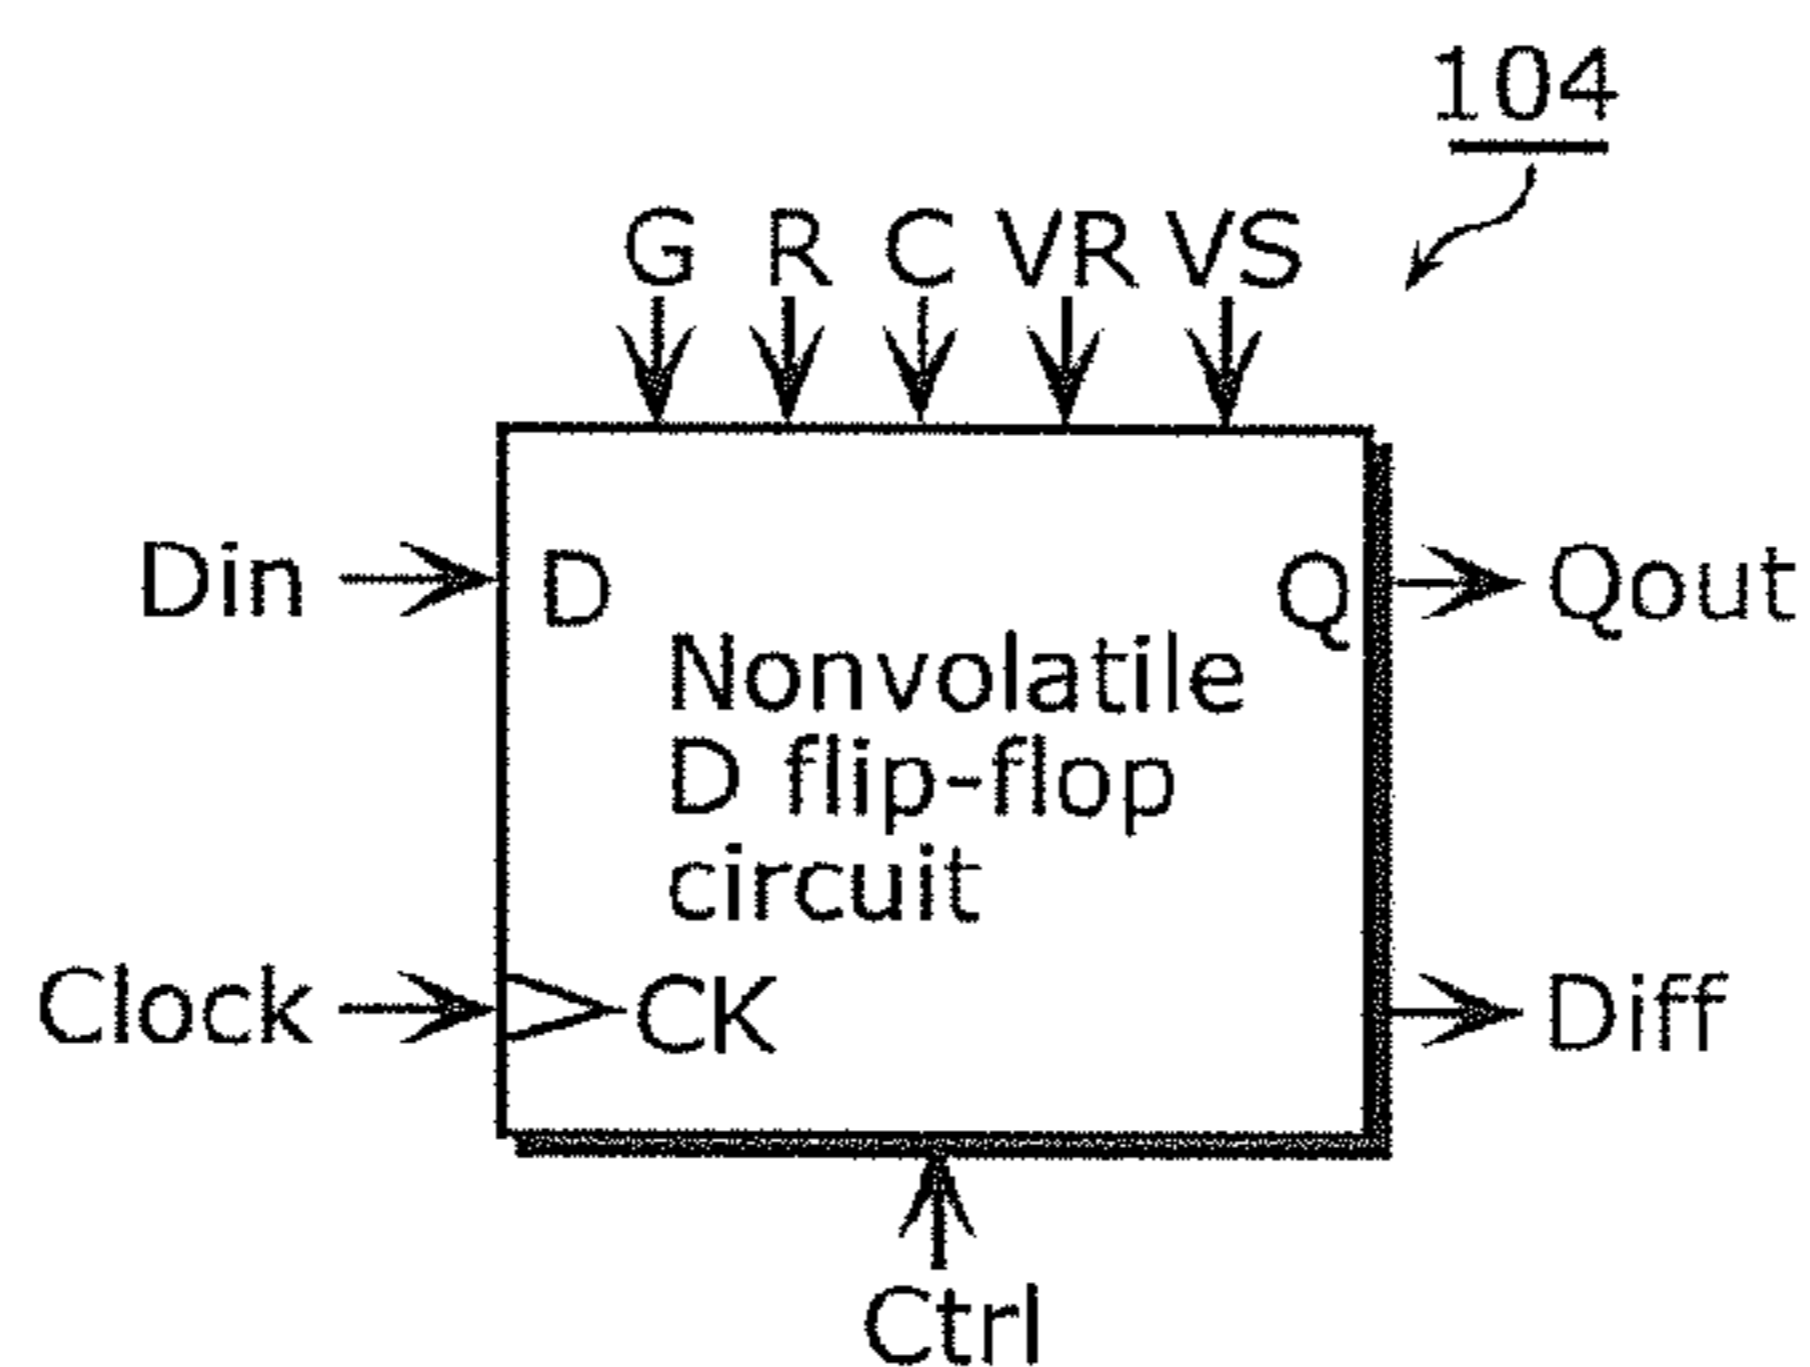 104
G R C VR VS
Din D Q Qout
Nonvolatile
D flip-flop
circuit
Clock CK Diff
Ctrl